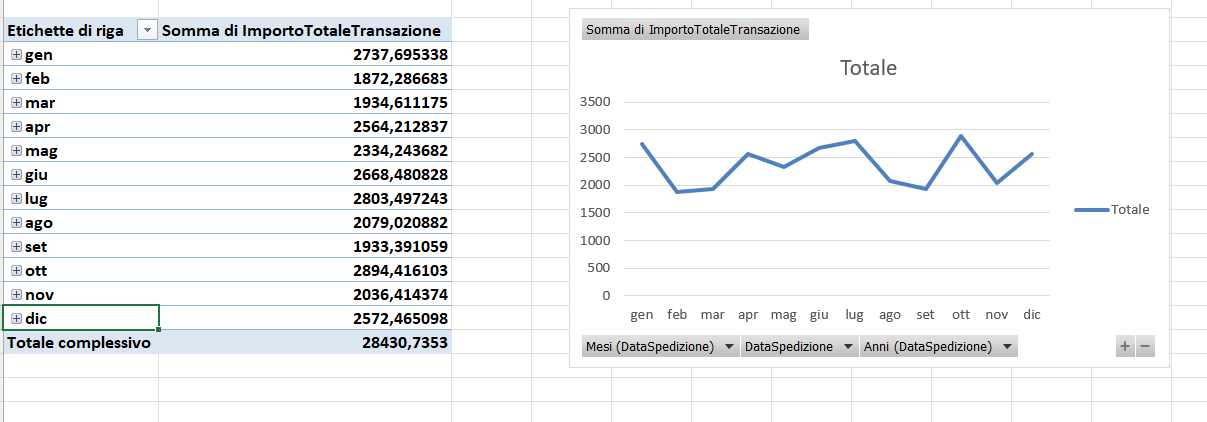 Etichette di riga Somma di ImportoTotaleTransazione
gen 2737,695338
feb 1872,286683
mar 1934,611175
apr 2564,212837
mag 2334,243682
giu 2668,480828
lug 2803,497243
ago 2079,020882
set 1933,391059
ott 2894,416103
nov 2036,414374
dic 2572,465098
Totale complessivo 28430,7353
Somma di ImportoTotaleTransazione
Totale
3500
3000
2500
2000
1500
1000
500
0
gen feb mar apr mag giu lug ago set ott nov dic
Totale
Mesi (DataSpedizione) DataSpedizione Anni (DataSpedizione)